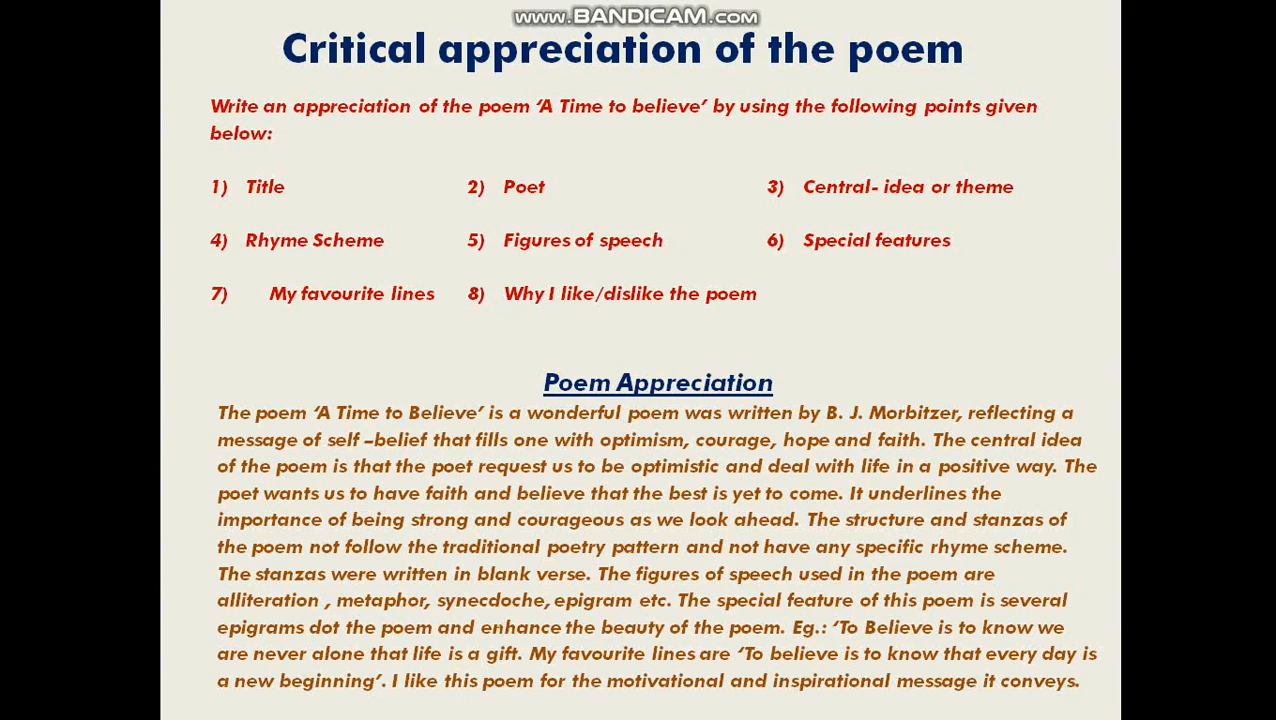 www.BANDICAM.com
Critical appreciation of the poem
Write an appreciation of the poem ‘A Time to believe’ by using the following points given
below:
1) Title 2) Poet 3) Central- idea or theme
4) Rhyme Scheme 5) Figures of speech 6) Special features
7) My favourite lines 8) Why I like/dislike the poem
Poem Appreciation
The poem ‘A Time to Believe’ is a wonderful poem was written by B. J. Morbitzer, reflecting a
message of self –belief that fills one with optimism, courage, hope and faith. The central idea
of the poem is that the poet request us to be optimistic and deal with life in a positive way. The
poet wants us to have faith and believe that the best is yet to come. It underlines the
importance of being strong and courageous as we look ahead. The structure and stanzas of
the poem not follow the traditional poetry pattern and not have any specific rhyme scheme.
The stanzas were written in blank verse. The figures of speech used in the poem are
alliteration , metaphor, synecdoche, epigram etc. The special feature of this poem is several
epigrams dot the poem and enhance the beauty of the poem. Eg.: ‘To Believe is to know we
are never alone that life is a gift. My favourite lines are ‘To believe is to know that every day is
a new beginning’. I like this poem for the motivational and inspirational message it conveys.